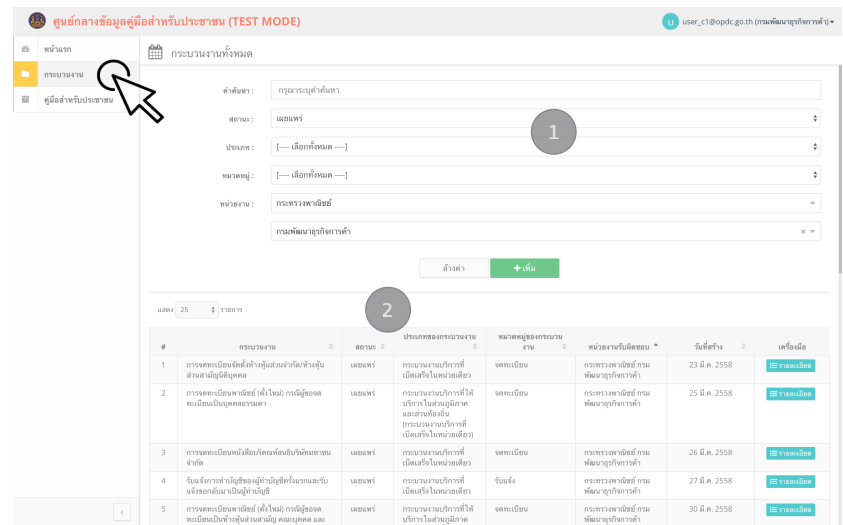 ศูนย์กลางข้อมูลคู่มือสำหรับประชาชน (TEST MODE)
u user_c1@opdc.go.th (กรมพัฒนาธุรกิจการค้า)
หน้าแรก
กระบวนงาน
คู่มือสำหรับประชาชน
กระบวนงานทั้งหมด
คำค้นหา :
กรุณาระบุคำค้นหา
สถานะ :
เผยแพร่
1
ประเภท :
[---- เลือกทั้งหมด ----]
หมวดหมู่ :
[---- เลือกทั้งหมด ----]
หน่วยงาน :
กระทรวงพาณิชย์
กรมพัฒนาธุรกิจการค้า
ล้างค่า
+ เพิ่ม
แสดง 25 รายการ
2
# กระบวนงาน สถานะ ประเภทของกระบวนงาน หมวดหมู่ของกระบวน
งาน หน่วยงานรับผิดชอบ วันที่สร้าง เครื่องมือ
1 การจดทะเบียนจัดตั้งห้างหุ้นส่วนจำกัด/ห้างหุ้น เผยแพร่ กระบวนงานบริการที่ จดทะเบียน กระทรวงพาณิชย์ กรม 23 มี.ค. 2558 รายละเอียด
ส่วนสามัญนิติบุคคล เบ็ดเสร็จในหน่วยเดียว พัฒนาธุรกิจการค้า
2 การจดทะเบียนพาณิชย์ (ตั้งใหม่) กรณีผู้ขอจด เผยแพร่ กระบวนงานบริการที่ให้ จดทะเบียน กระทรวงพาณิชย์ กรม 25 มี.ค. 2558 รายละเอียด
ทะเบียนเป็นบุคคลธรรมดา บริการในส่วนภูมิภาค พัฒนาธุรกิจการค้า
และส่วนท้องถิ่น
(กระบวนงานบริการที่
เบ็ดเสร็จในหน่วยเดียว)
3 การจดทะเบียนหนังสือบริคณห์สนธิบริษัทมหาชน เผยแพร่ กระบวนงานบริการที่ จดทะเบียน กระทรวงพาณิชย์ กรม 26 มี.ค. 2558 รายละเอียด
จำกัด เบ็ดเสร็จในหน่วยเดียว พัฒนาธุรกิจการค้า
4 รับแจ้งการทำบัญชีของผู้ทำบัญชีครั้งแรกและรับ เผยแพร่ กระบวนงานบริการที่ รับแจ้ง กระทรวงพาณิชย์ กรม 27 มี.ค. 2558 รายละเอียด
แจ้งขอกลับมาเป็นผู้ทำบัญชี เบ็ดเสร็จในหน่วยเดียว พัฒนาธุรกิจการค้า
5 การจดทะเบียนพาณิชย์ (ตั้งใหม่) กรณีผู้ขอจด เผยแพร่ กระบวนงานบริการที่ให้ จดทะเบียน กระทรวงพาณิชย์ กรม 30 มี.ค. 2558 รายละเอียด
ทะเบียนเป็นห้างหุ้นส่วนสามัญ คณะบุคคล และ บริการในส่วนภูมิภาค พัฒนาธุรกิจการค้า